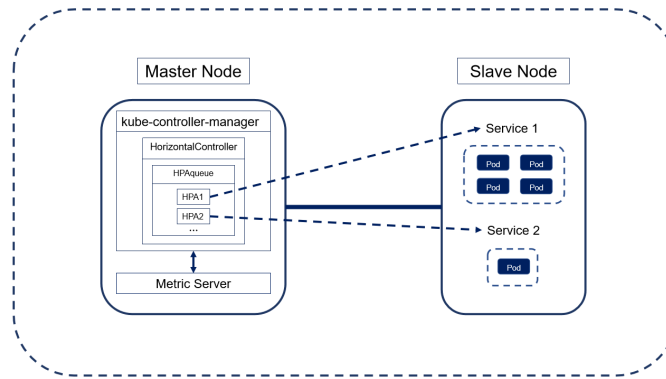 Master Node
kube-controller-manager
HorizontalController
HPAqueue
HPA1
HPA2
...
Metric Server
Slave Node
Service 1
Pod
Pod
Pod
Pod
Service 2
Pod